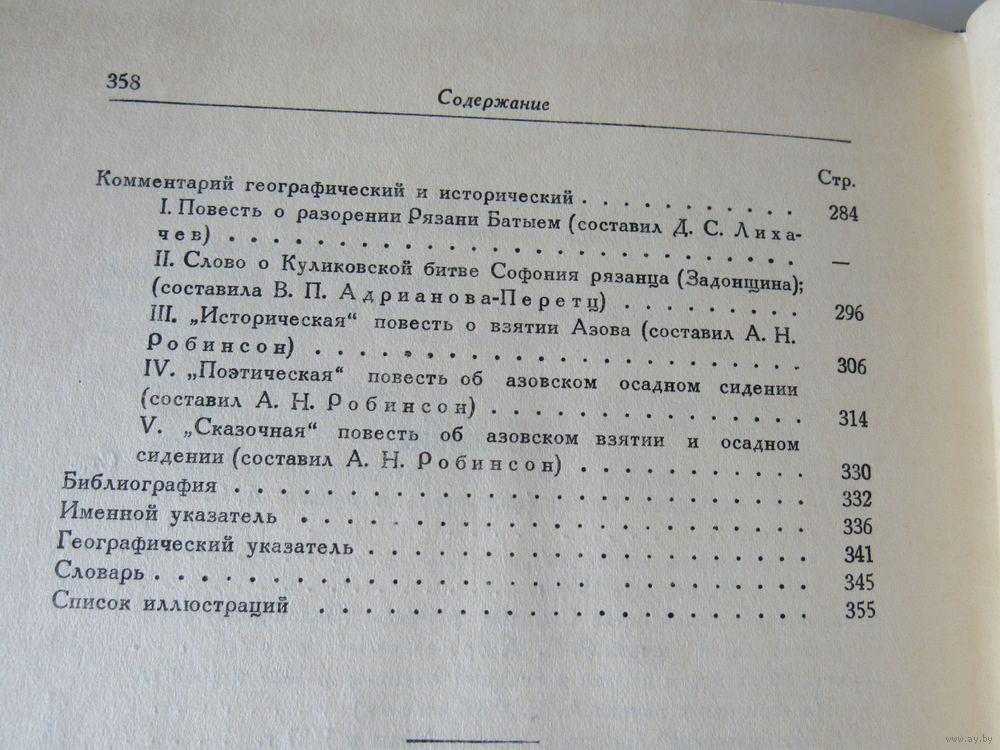 358
Содержание
Стр.
Комментарий географический и исторический . . . . . . . . . . 284
I. Повесть о разорении Рязани Батыем (составил Д. С. Лиха-
чев) . . . . . . . . . . . . . . . . . . . . . . . . —
II. Слово о Куликовской битве Софония рязанца (Задонщина);
(составила В. П. Адрианова-Перетц) . . . . . . . . . 296
III. „Историческая“ повесть о взятии Азова (составил А. Н.
Робинсон) . . . . . . . . . . . . . . . . . . . . . 306
IV. „Поэтическая“ повесть об азовском осадном сидении
(составил А. Н. Робинсон) . . . . . . . . . . . . . . 314
V. „Сказочная“ повесть об азовском взятии и осадном
сидении (составил А. Н. Робинсон) . . . . . . . . . . 330
Библиография . . . . . . . . . . . . . . . . . . . . . . . . 332
Именной указатель . . . . . . . . . . . . . . . . . . . . . 336
Географический указатель . . . . . . . . . . . . . . . . . . 341
Словарь . . . . . . . . . . . . . . . . . . . . . . . . . . 345
Список иллюстраций . . . . . . . . . . . . . . . . . . . . . 355
www.ay.by